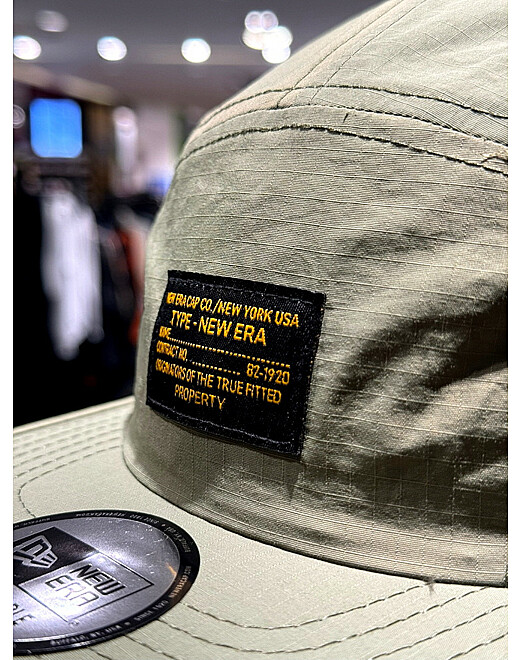 NEW ERA CAP CO./NEW YORK USA
TYPE - NEW ERA
NAME
CONTRACT NO. 82-1920
ORIGINATORS OF THE TRUE FITTED
PROPERTY
NEW
ERA